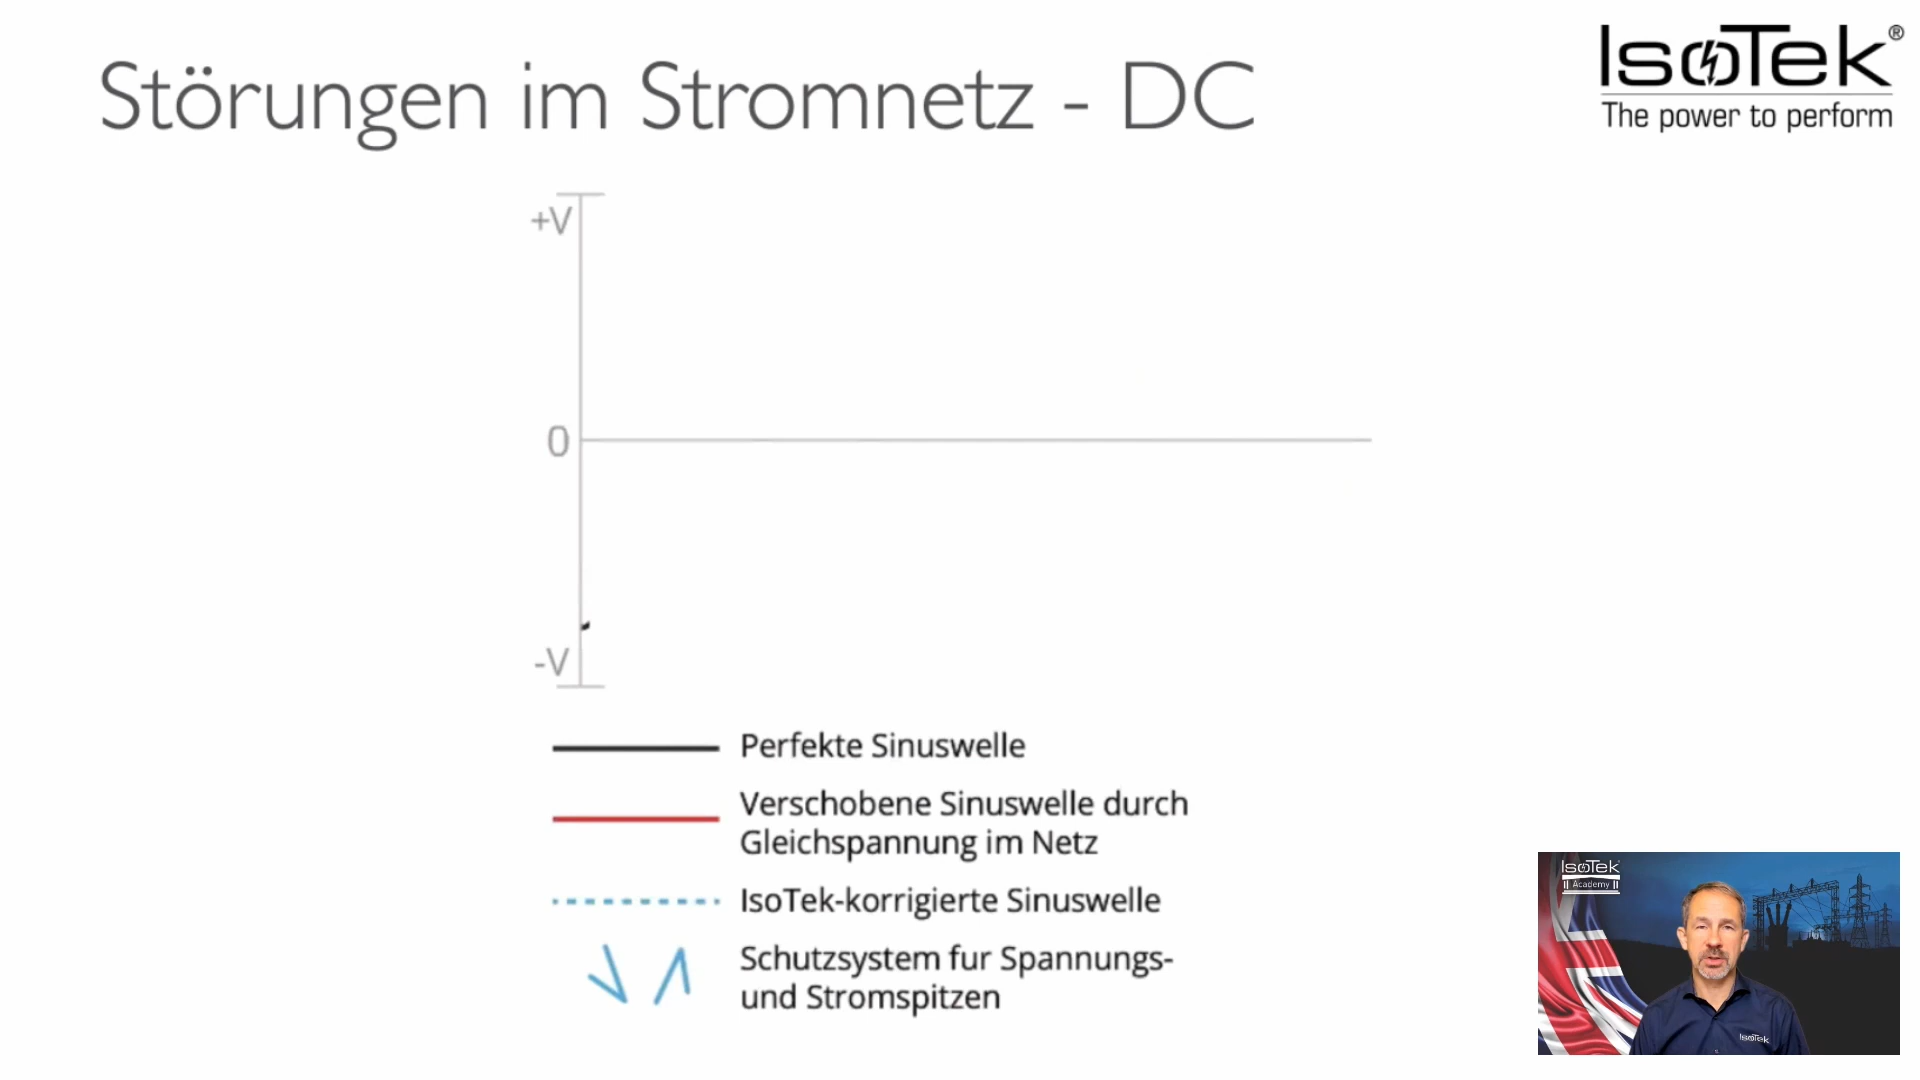 Störungen im Stromnetz - DC
IsoTek®
The power to perform
+V
0
-V
Perfekte Sinuswelle
Verschobene Sinuswelle durch
Gleichspannung im Netz
IsoTek-korrigierte Sinuswelle
Schutzsystem fur Spannungs-
und Stromspitzen
IsoTek
Academy
IsoTek